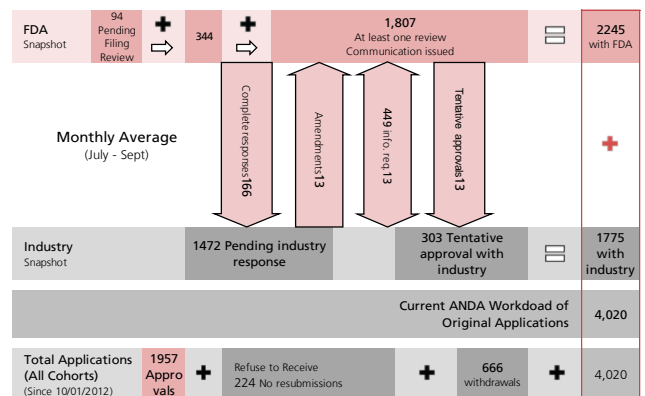 FDA
Snapshot
94
Pending
Filing
Review
344
1,807
At least one review
Communication issued
2245
with FDA
Monthly Average
(July - Sept)
Complete responses166
Amendments13
449 info. req.13
Tentative approvals13
Industry
Snapshot
1472 Pending industry
response
303 Tentative
approval with
industry
1775
with
industry
Current ANDA Workdoad of
Original Applications
4,020
Total Applications
(All Cohorts)
(Since 10/01/2012)
1957
Appro
vals
Refuse to Receive
224 No resubmissions
666
withdrawals
4,020